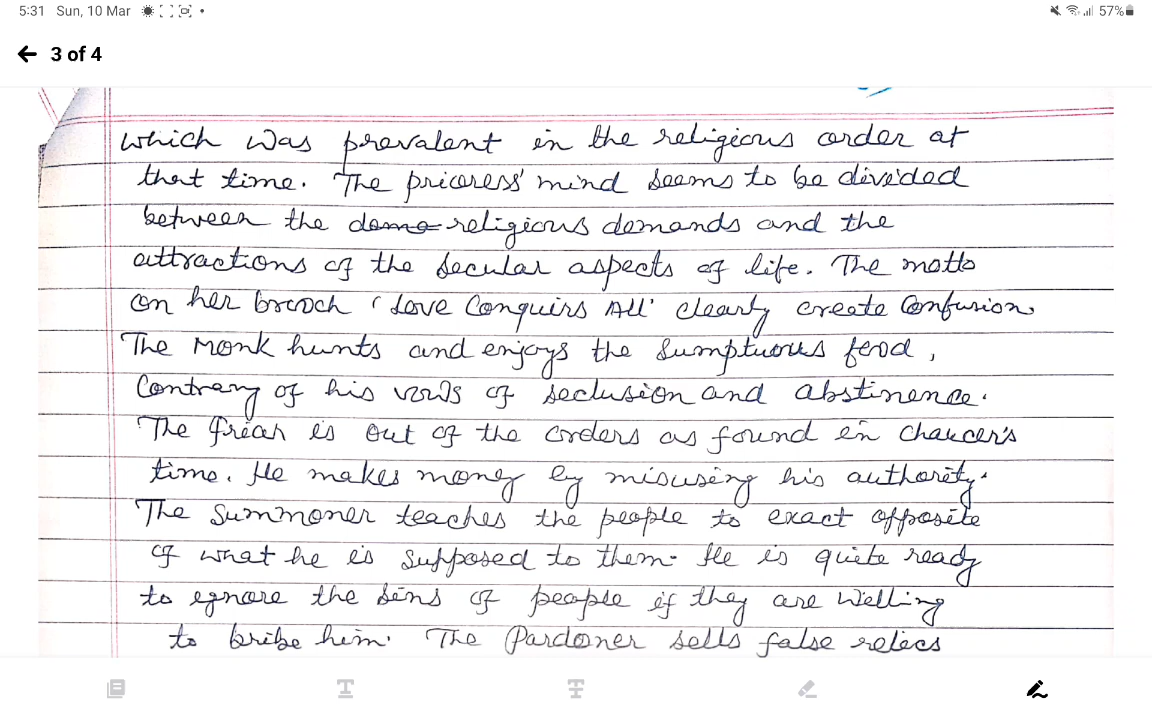 5:31 Sun, 10 Mar
57%
3 of 4
which was prevalent in the religious order at
that time. The prioress' mind seems to be divided
between the demo religious demands and the
attractions of the secular aspects of life. The motto
on her brooch 'Love Conquirs All' clearly create Confusion.
The Monk hunts and enjoys the Sumptuous food,
Contrary of his vows of seclusion and abstinence.
The friar is out of the orders as found in Chaucer's
time. He makes money by misusing his authority.
The Summoner teaches the people to exact opposite
of what he is Supposed to them. He is quite ready
to ignore the sins of people if they are willing
to bribe him. The Pardoner sells false relics